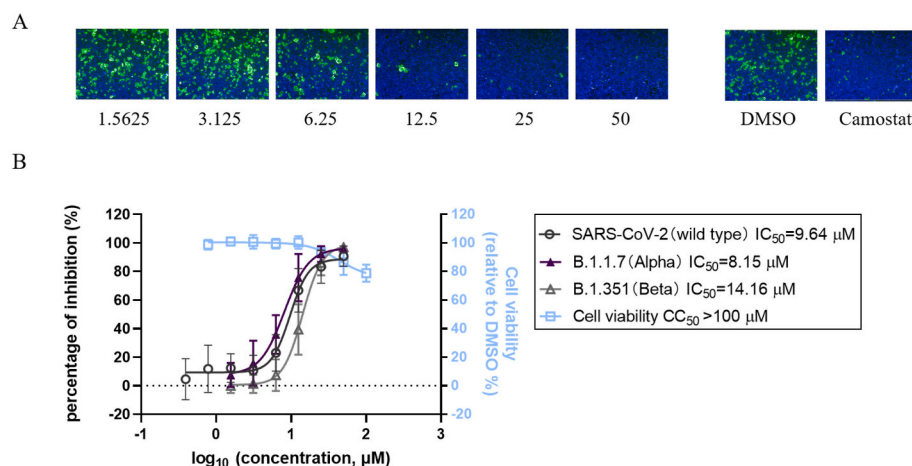 A
1.5625 3.125 6.25 12.5 25 50 DMSO Camostat
B
percentage of inhibition (%)
120
100
80
60
40
20
0
-20
-1 0 1 2 3
log10 (concentration, µM)
120
100
80
60
40
20
0
-20
Cell viability
(relative to DMSO %)
SARS-CoV-2(wild type) IC50=9.64 µM
B.1.1.7(Alpha) IC50=8.15 µM
B.1.351(Beta) IC50=14.16 µM
Cell viability CC50 >100 µM